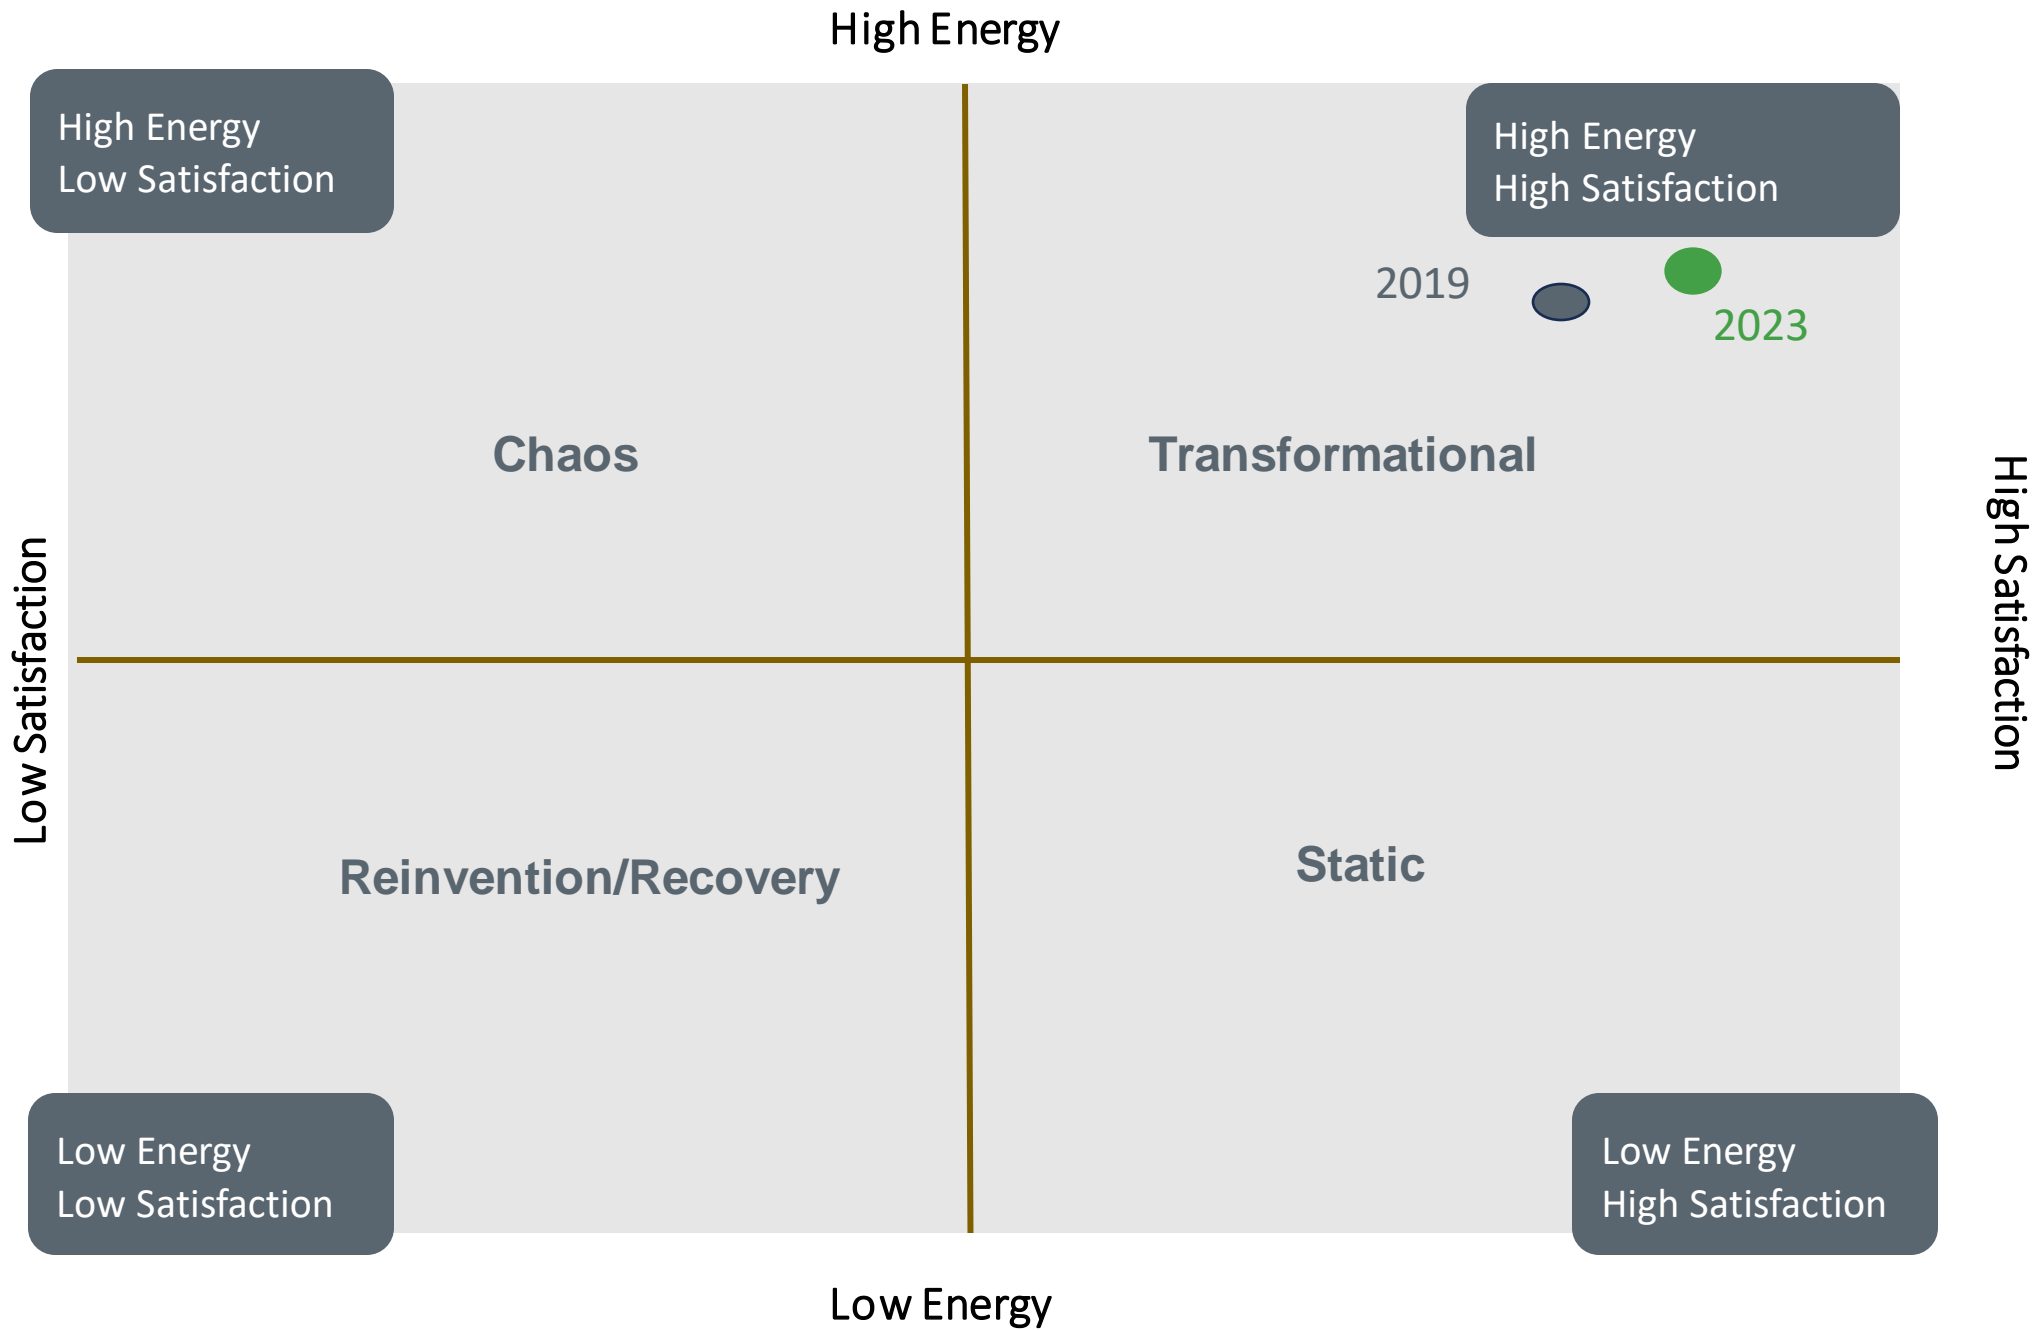 High Energy
High Energy
Low Satisfaction
High Energy
High Satisfaction
2019
2023
Chaos
Transformational
Low Satisfaction
High Satisfaction
Reinvention/Recovery
Static
Low Energy
Low Satisfaction
Low Energy
High Satisfaction
Low Energy